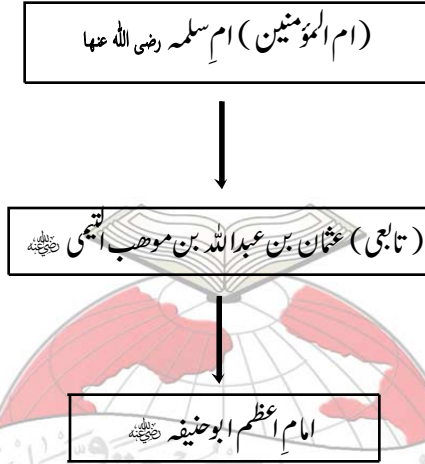 (ام المؤمنین) امِ سلمہ رضی اللہ عنہا
(تابعی) عثمان بن عبداللہ بن موھب التیمی رضی اللہ عنہ
امامِ اعظم ابوحنیفہ رضی اللہ عنہ